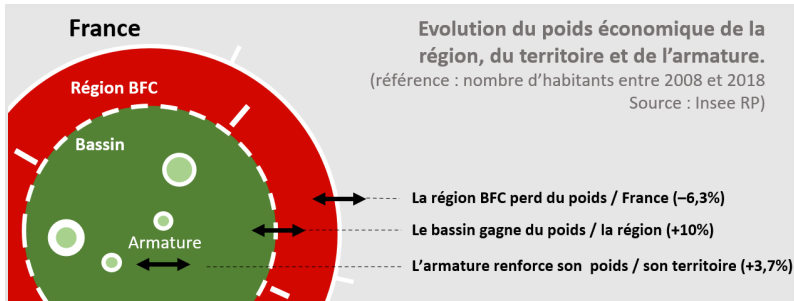 France
Evolution du poids économique de la
région, du territoire et de l’armature.
(référence : nombre d’habitants entre 2008 et 2018
Source : Insee RP)
Région BFC
Bassin
Armature
La région BFC perd du poids / France (–6,3%)
Le bassin gagne du poids / la région (+10%)
L’armature renforce son poids / son territoire (+3,7%)